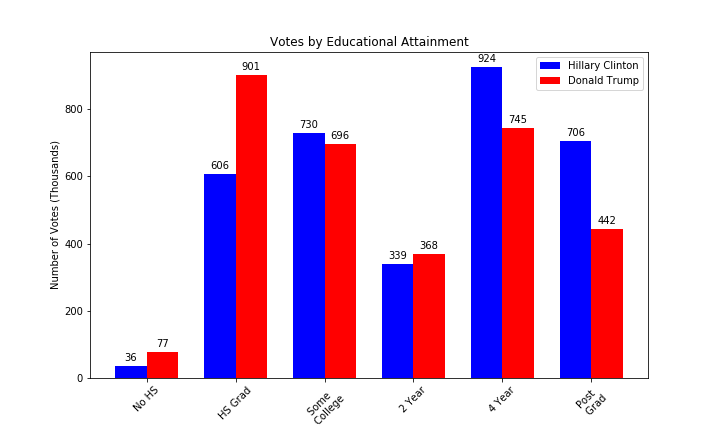 Votes by Educational Attainment
Hillary Clinton
Donald Trump
Number of Votes (Thousands)
800
600
400
200
0
36
77
606
901
730
696
339
368
924
745
706
442
No HS
HS Grad
Some
College
2 Year
4 Year
Post
Grad